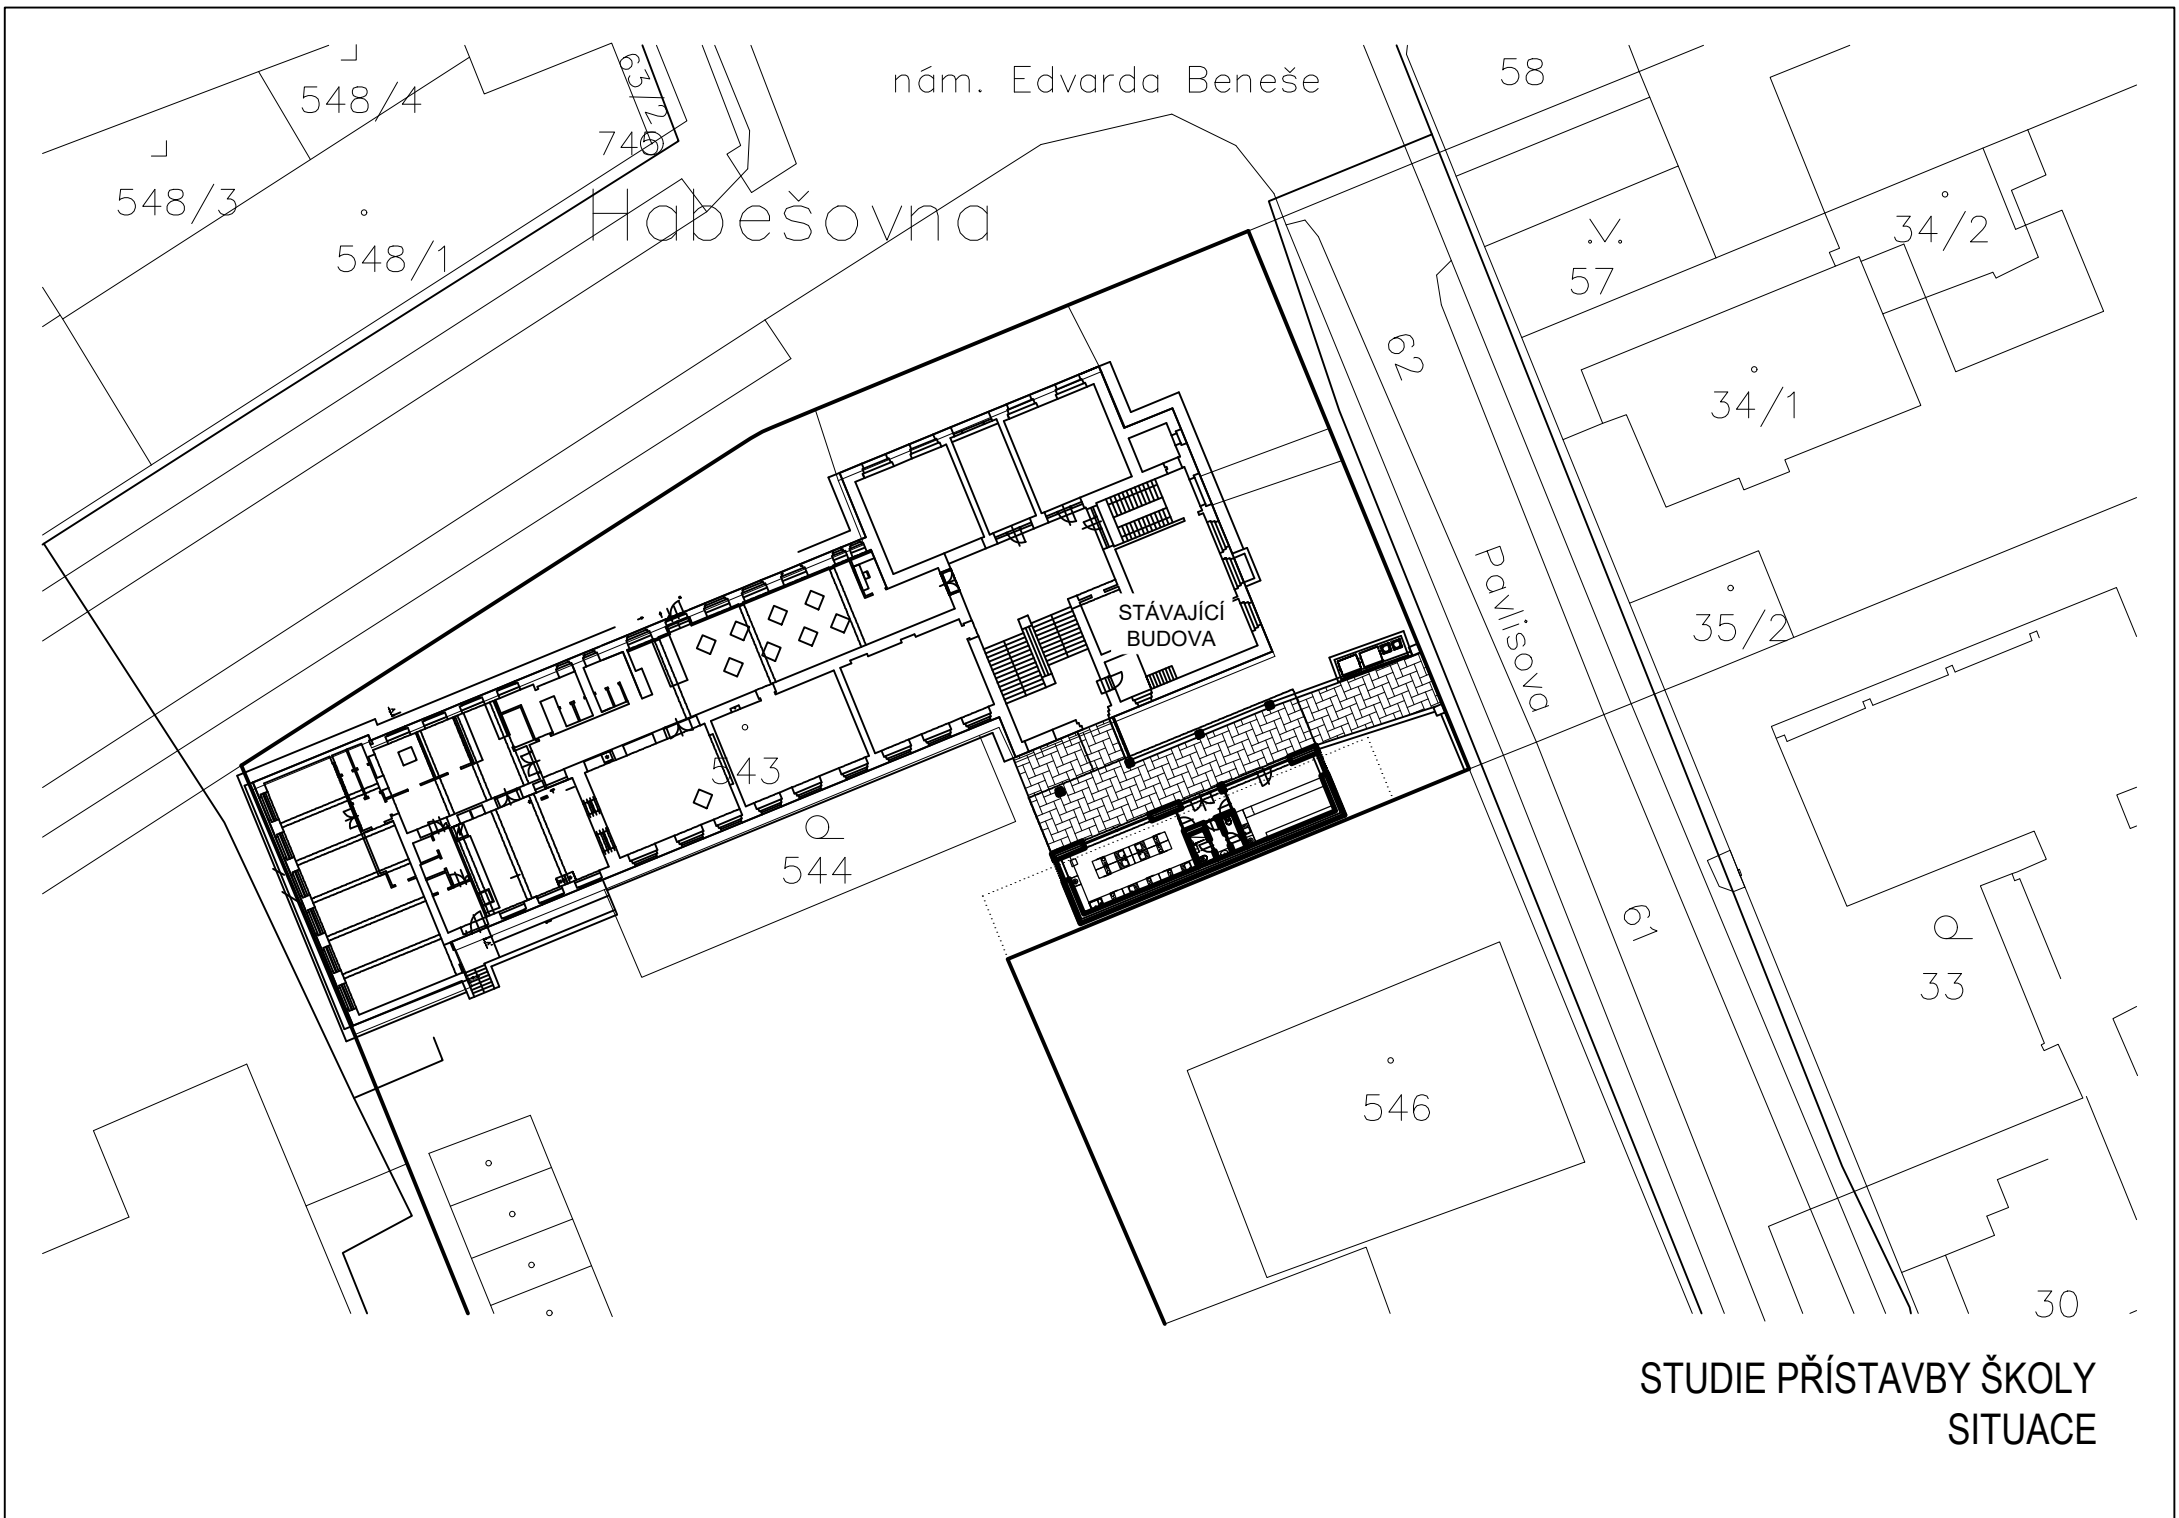 nám. Edvarda Beneše
58
548/4
63/2
745
548/3
Habešovna
548/1
57
34/2
62
34/1
STÁVAJÍCÍ
BUDOVA
Pavlisova
35/2
543
544
61
33
546
30
STUDIE PŘÍSTAVBY ŠKOLY
SITUACE